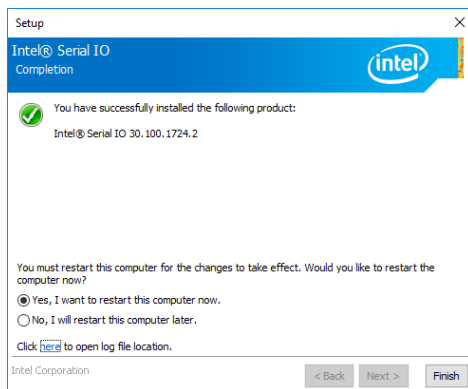 Setup
Intel® Serial IO
Completion
intel
You have successfully installed the following product:
Intel® Serial IO 30.100.1724.2
You must restart this computer for the changes to take effect. Would you like to restart the
computer now?
Yes, I want to restart this computer now.
No, I will restart this computer later.
Click here to open log file location.
Intel Corporation
< Back Next > Finish